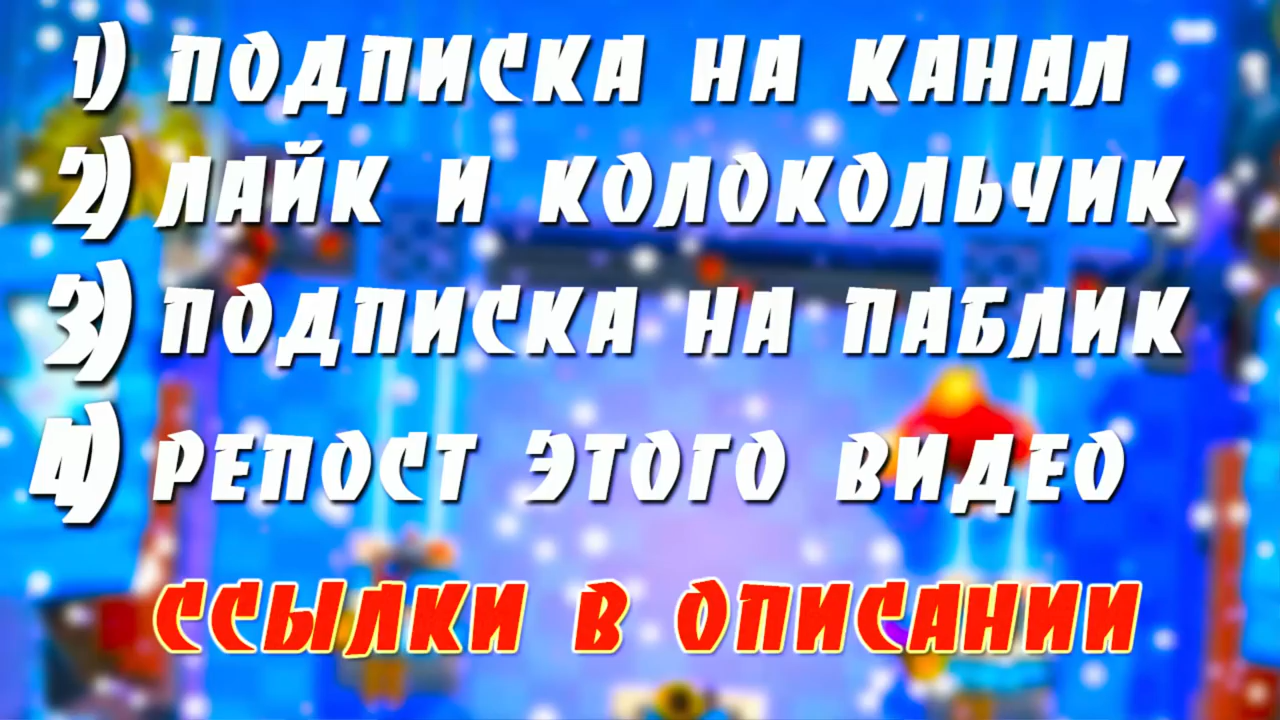 1) ПОДПИСКА НА КАНАЛ
2) ЛАЙК И КОЛОКОЛЬЧИК
3) ПОДПИСКА НА ПАБЛИК
4) РЕПОСТ ЭТОГО ВИДЕО
ССЫЛКИ В ОПИСАНИИ